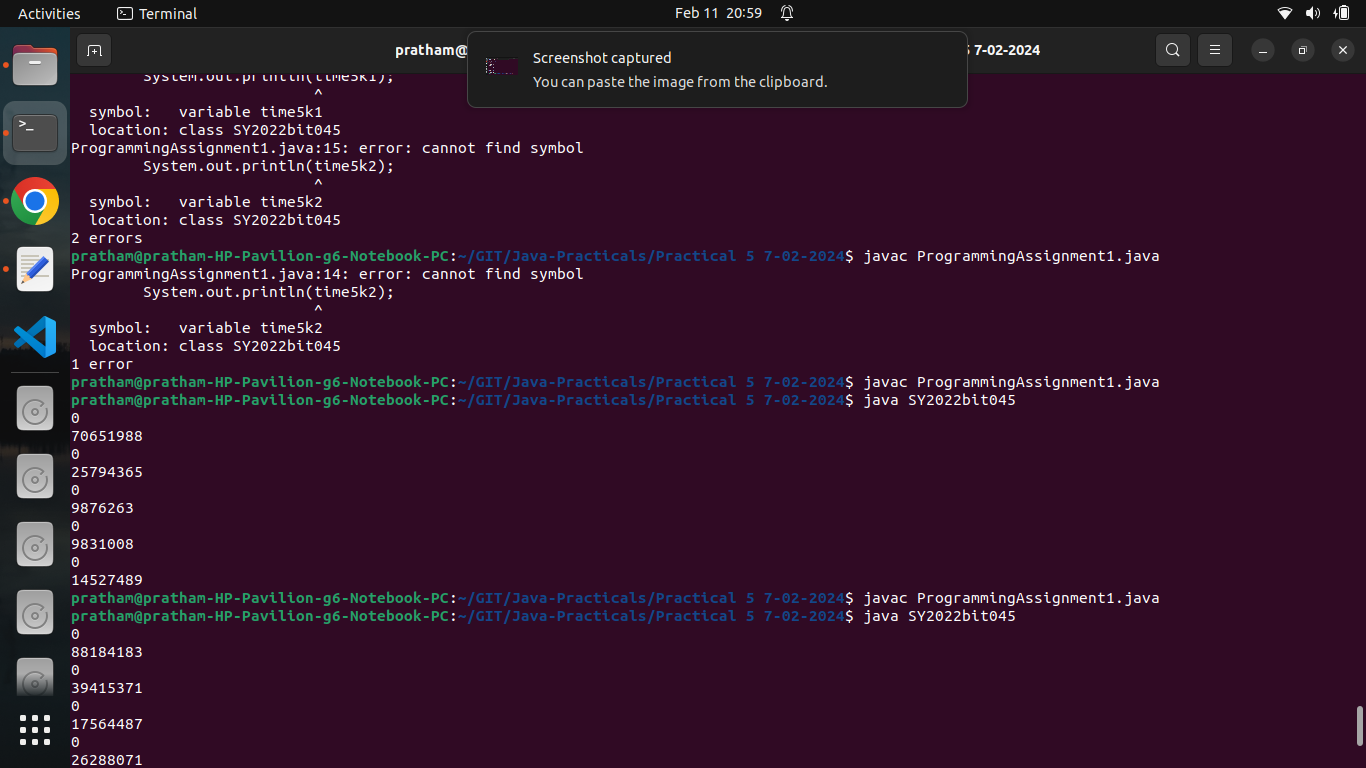 Activities
Terminal
Feb 11 20:59
pratham@
5 7-02-2024
Screenshot captured
You can paste the image from the clipboard.
System.out.println(time5k1);
^
symbol:   variable time5k1
location: class SY2022bit045
ProgrammingAssignment1.java:15: error: cannot find symbol
System.out.println(time5k2);
^
symbol:   variable time5k2
location: class SY2022bit045
2 errors
pratham@pratham-HP-Pavilion-g6-Notebook-PC:~/GIT/Java-Practicals/Practical 5 7-02-2024$ javac ProgrammingAssignment1.java
ProgrammingAssignment1.java:14: error: cannot find symbol
System.out.println(time5k2);
^
symbol:   variable time5k2
location: class SY2022bit045
1 error
pratham@pratham-HP-Pavilion-g6-Notebook-PC:~/GIT/Java-Practicals/Practical 5 7-02-2024$ javac ProgrammingAssignment1.java
pratham@pratham-HP-Pavilion-g6-Notebook-PC:~/GIT/Java-Practicals/Practical 5 7-02-2024$ java SY2022bit045
0
70651988
0
25794365
0
9876263
0
9831008
0
14527489
pratham@pratham-HP-Pavilion-g6-Notebook-PC:~/GIT/Java-Practicals/Practical 5 7-02-2024$ javac ProgrammingAssignment1.java
pratham@pratham-HP-Pavilion-g6-Notebook-PC:~/GIT/Java-Practicals/Practical 5 7-02-2024$ java SY2022bit045
0
88184183
0
39415371
0
17564487
0
26288071